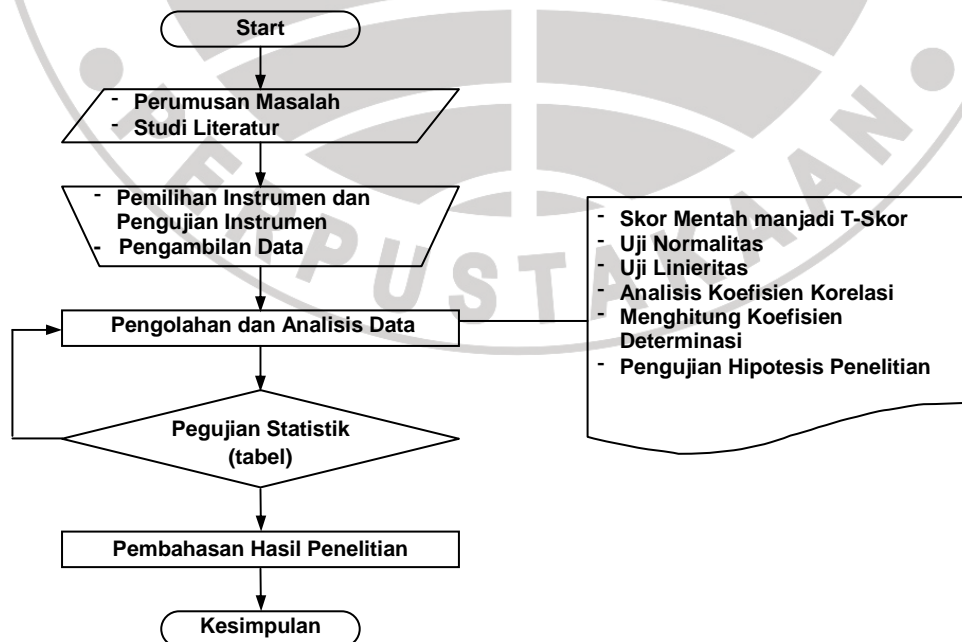 Start
- Perumusan Masalah
- Studi Literatur
- Pemilihan Instrumen dan
Pengujian Instrumen
- Pengambilan Data
Pengolahan dan Analisis Data
- Skor Mentah manjadi T-Skor
- Uji Normalitas
- Uji Linieritas
- Analisis Koefisien Korelasi
- Menghitung Koefisien
Determinasi
- Pengujian Hipotesis Penelitian
Pegujian Statistik
(tabel)
Pembahasan Hasil Penelitian
Kesimpulan
PERPUSTAKAAN